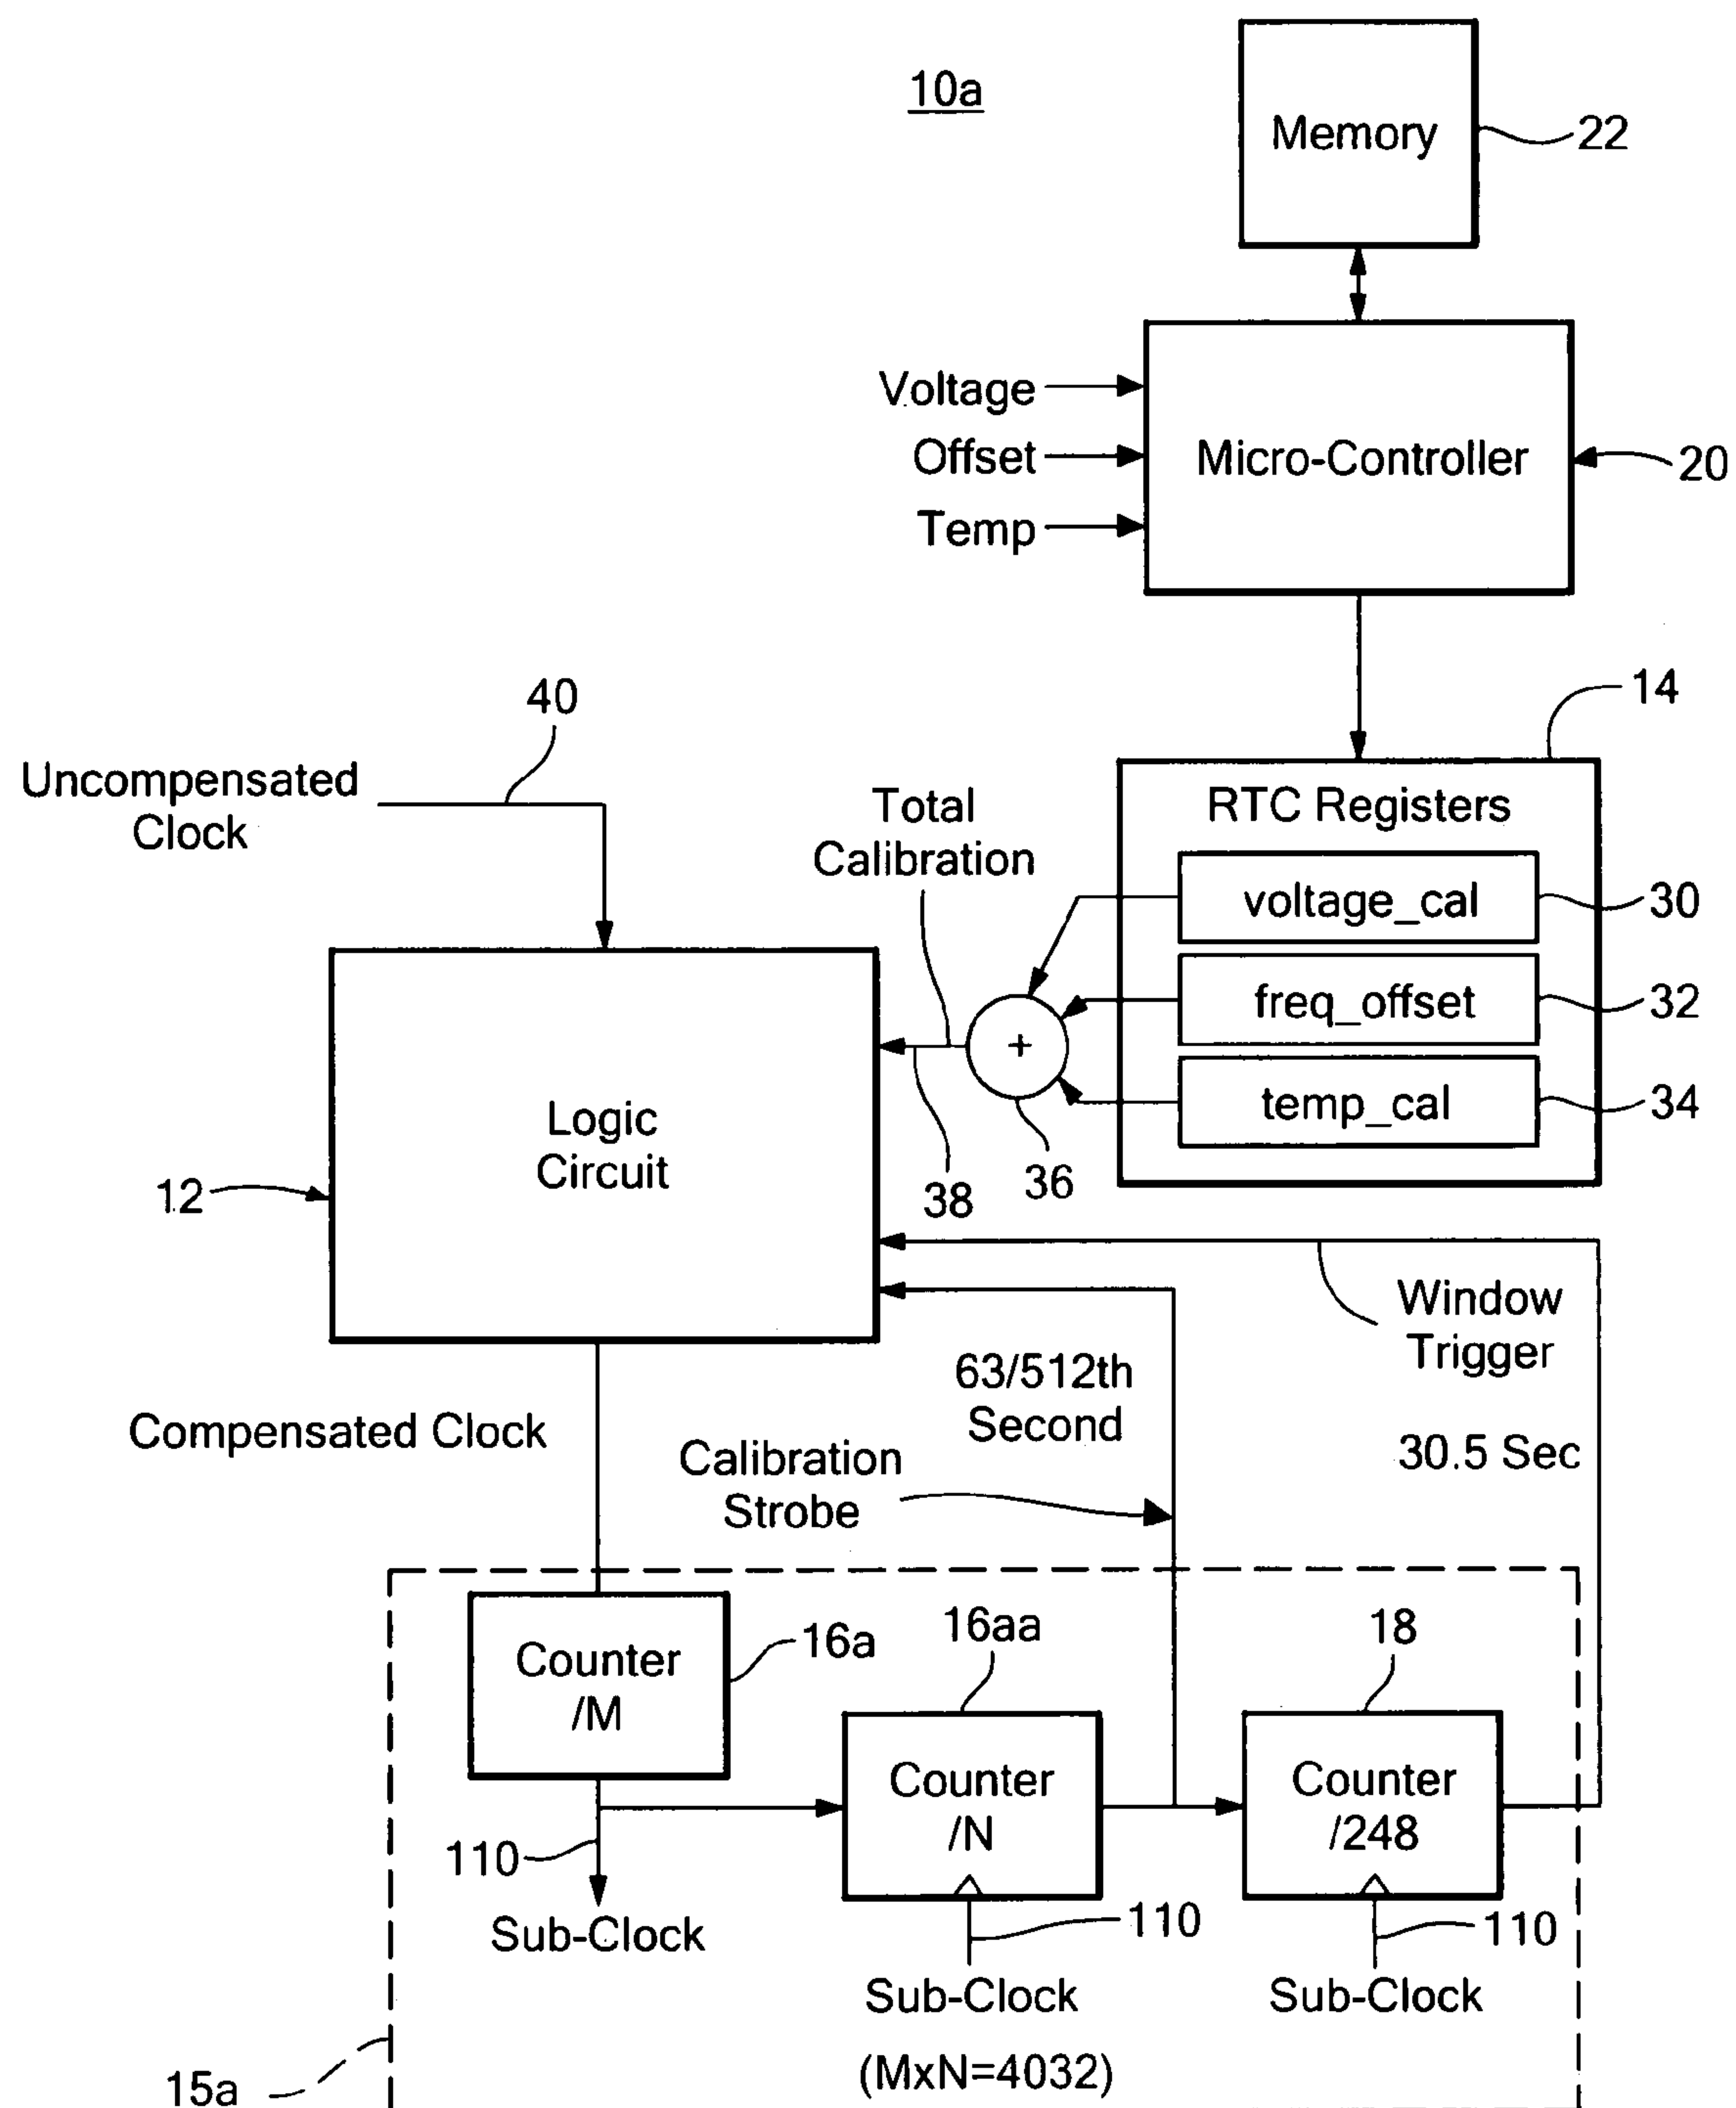 10a
Memory
22
Voltage
Offset
Temp
Micro-Controller
20
40
Uncompensated
Clock
14
Total
Calibration
RTC Registers
voltage_cal
30
freq_offset
32
temp_cal
34
+
36
38
Logic
Circuit
12
Window
Trigger
63/512th
Second
30.5 Sec
Compensated Clock
Calibration
Strobe
Counter
/M
16a
16aa
18
Counter
/N
Counter
/248
110
Sub-Clock
110
Sub-Clock
110
Sub-Clock
(MxN=4032)
15a